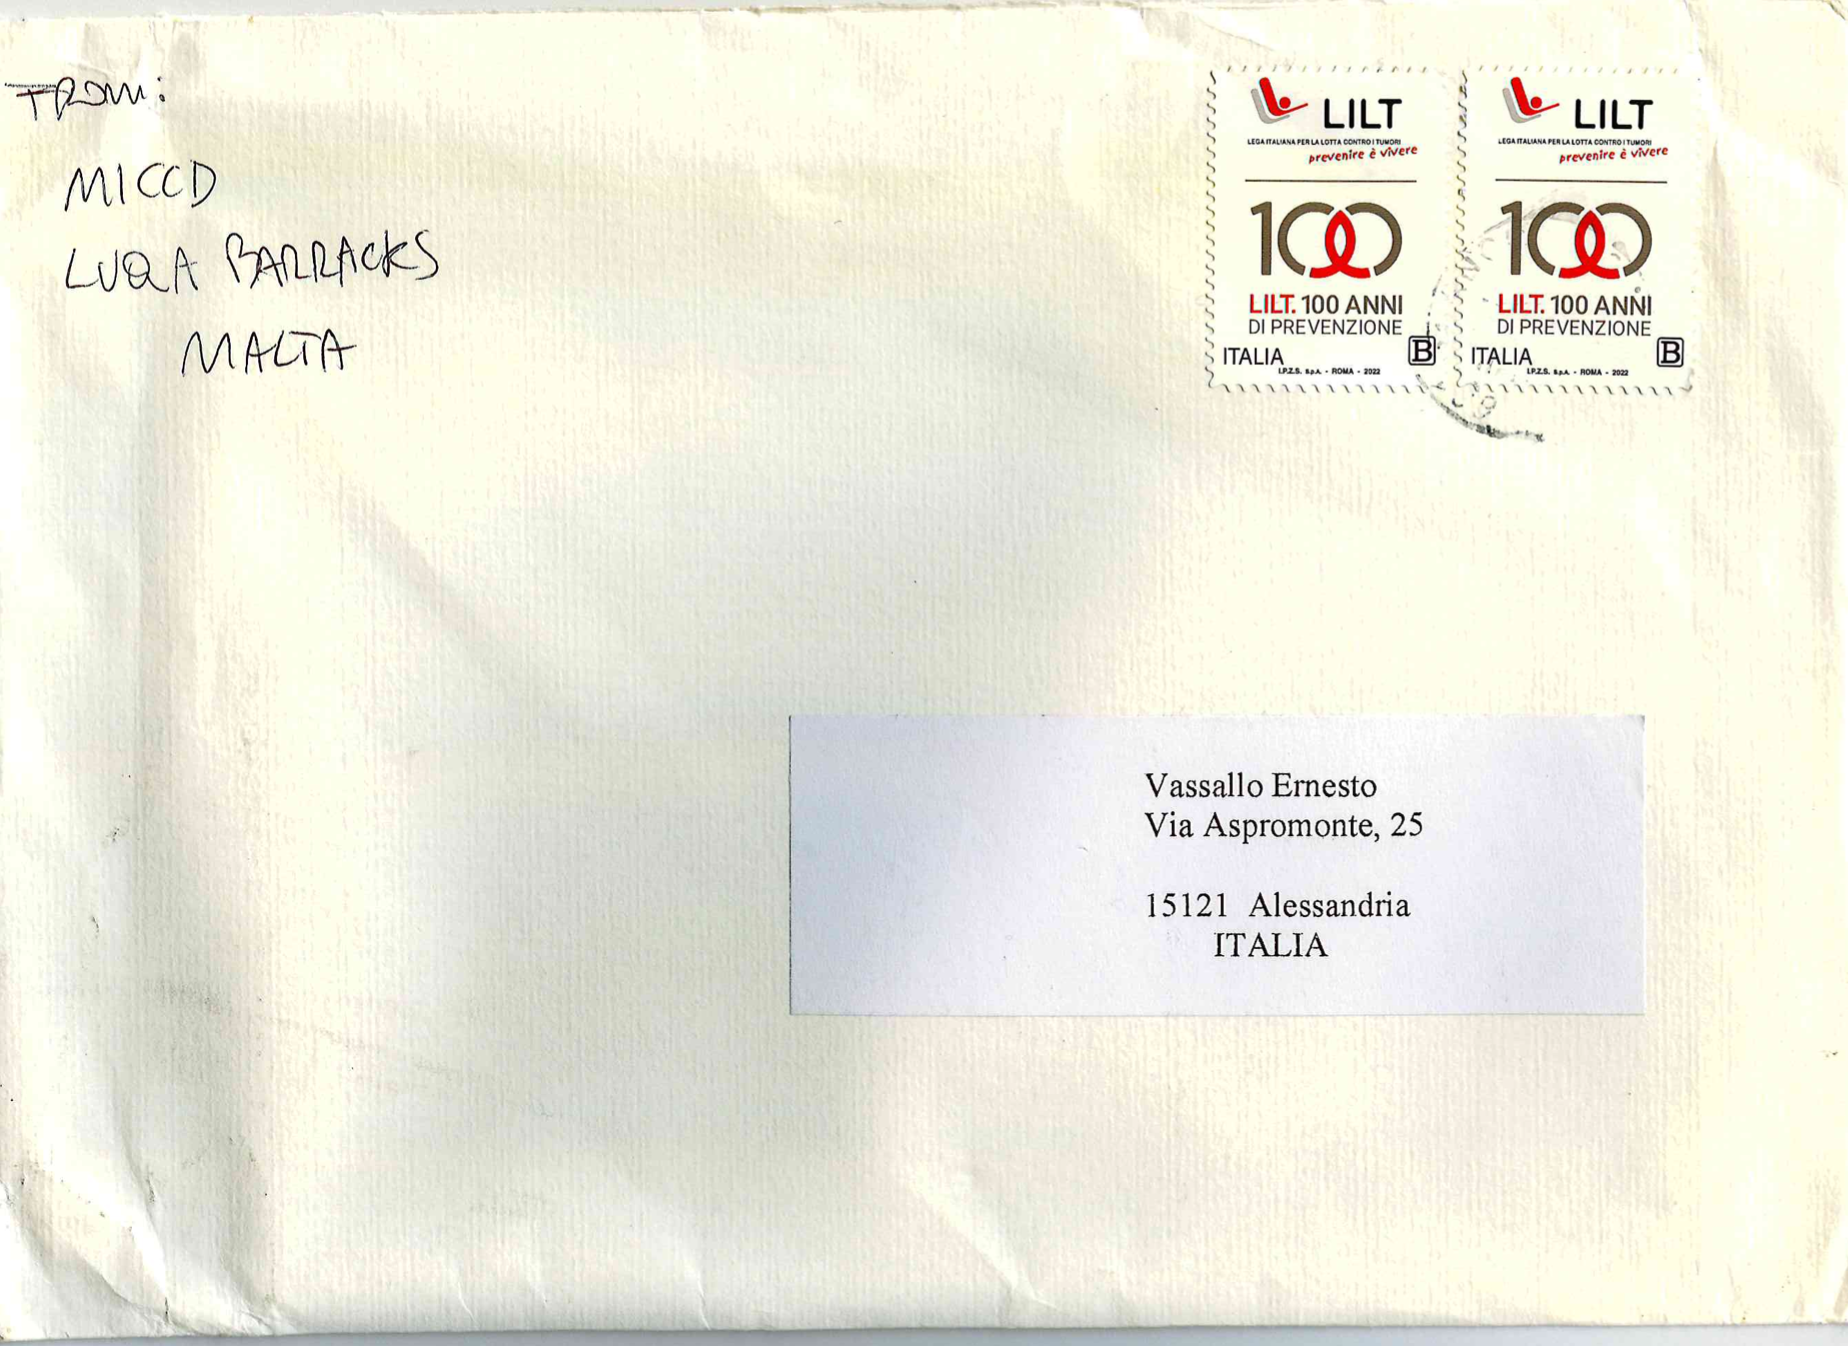 From:
MICCD
LUQA BARRACKS
MALTA
LILT
LEGA ITALIANA PER LA LOTTA CONTRO I TUMORI
prevenire è vivere
100
LILT. 100 ANNI
DI PREVENZIONE
ITALIA B
I.P.Z.S. S.p.A. - ROMA - 2022
LILT
LEGA ITALIANA PER LA LOTTA CONTRO I TUMORI
prevenire è vivere
100
LILT. 100 ANNI
DI PREVENZIONE
ITALIA B
I.P.Z.S. S.p.A. - ROMA - 2022
Vassallo Ernesto
Via Aspromonte, 25
15121 Alessandria
ITALIA